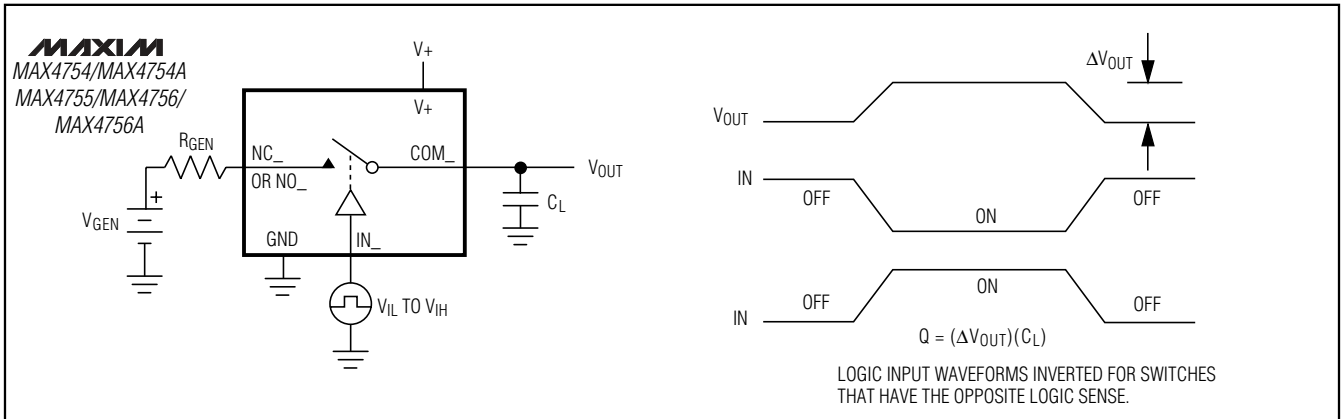 MAXIM
MAX4754/MAX4754A
MAX4755/MAX4756/
MAX4756A
V+
V+
RGEN
NC_
OR NO_
COM_
VOUT
CL
VGEN
+
GND
IN_
VIL TO VIH
ΔVOUT
VOUT
IN
OFF
ON
OFF
IN
OFF
ON
OFF
Q = (ΔVOUT)(CL)
LOGIC INPUT WAVEFORMS INVERTED FOR SWITCHES
THAT HAVE THE OPPOSITE LOGIC SENSE.